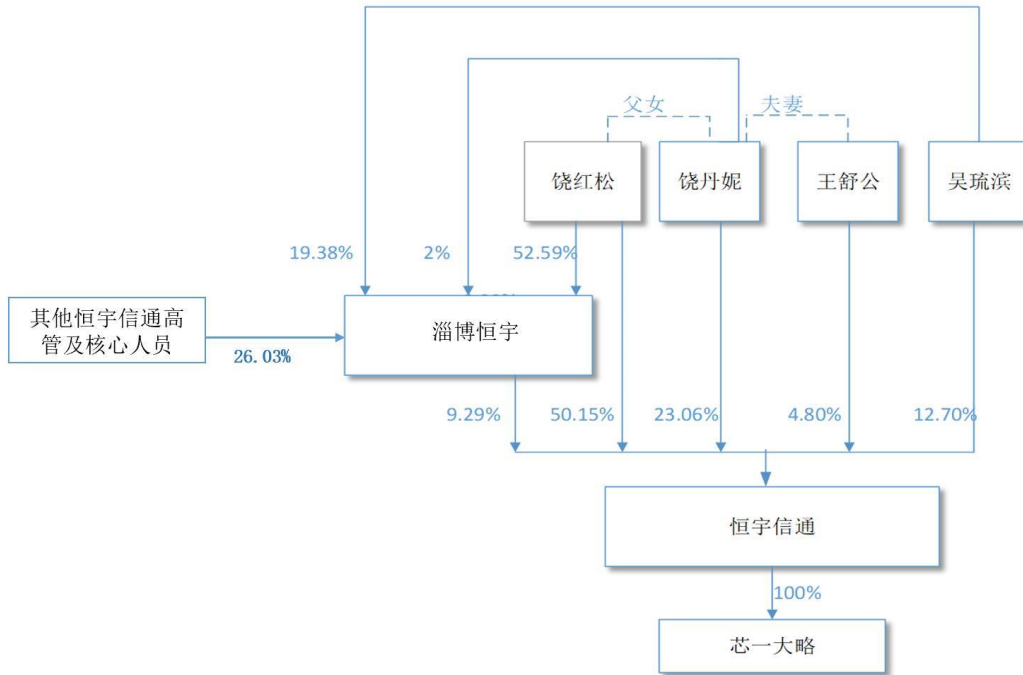 父女
夫妻
饶红松
饶丹妮
王舒公
吴琉滨
19.38%
2%
52.59%
其他恒宇信通高
管及核心人员
26.03%
淄博恒宇
9.29%
50.15%
23.06%
4.80%
12.70%
恒宇信通
100%
芯一大略